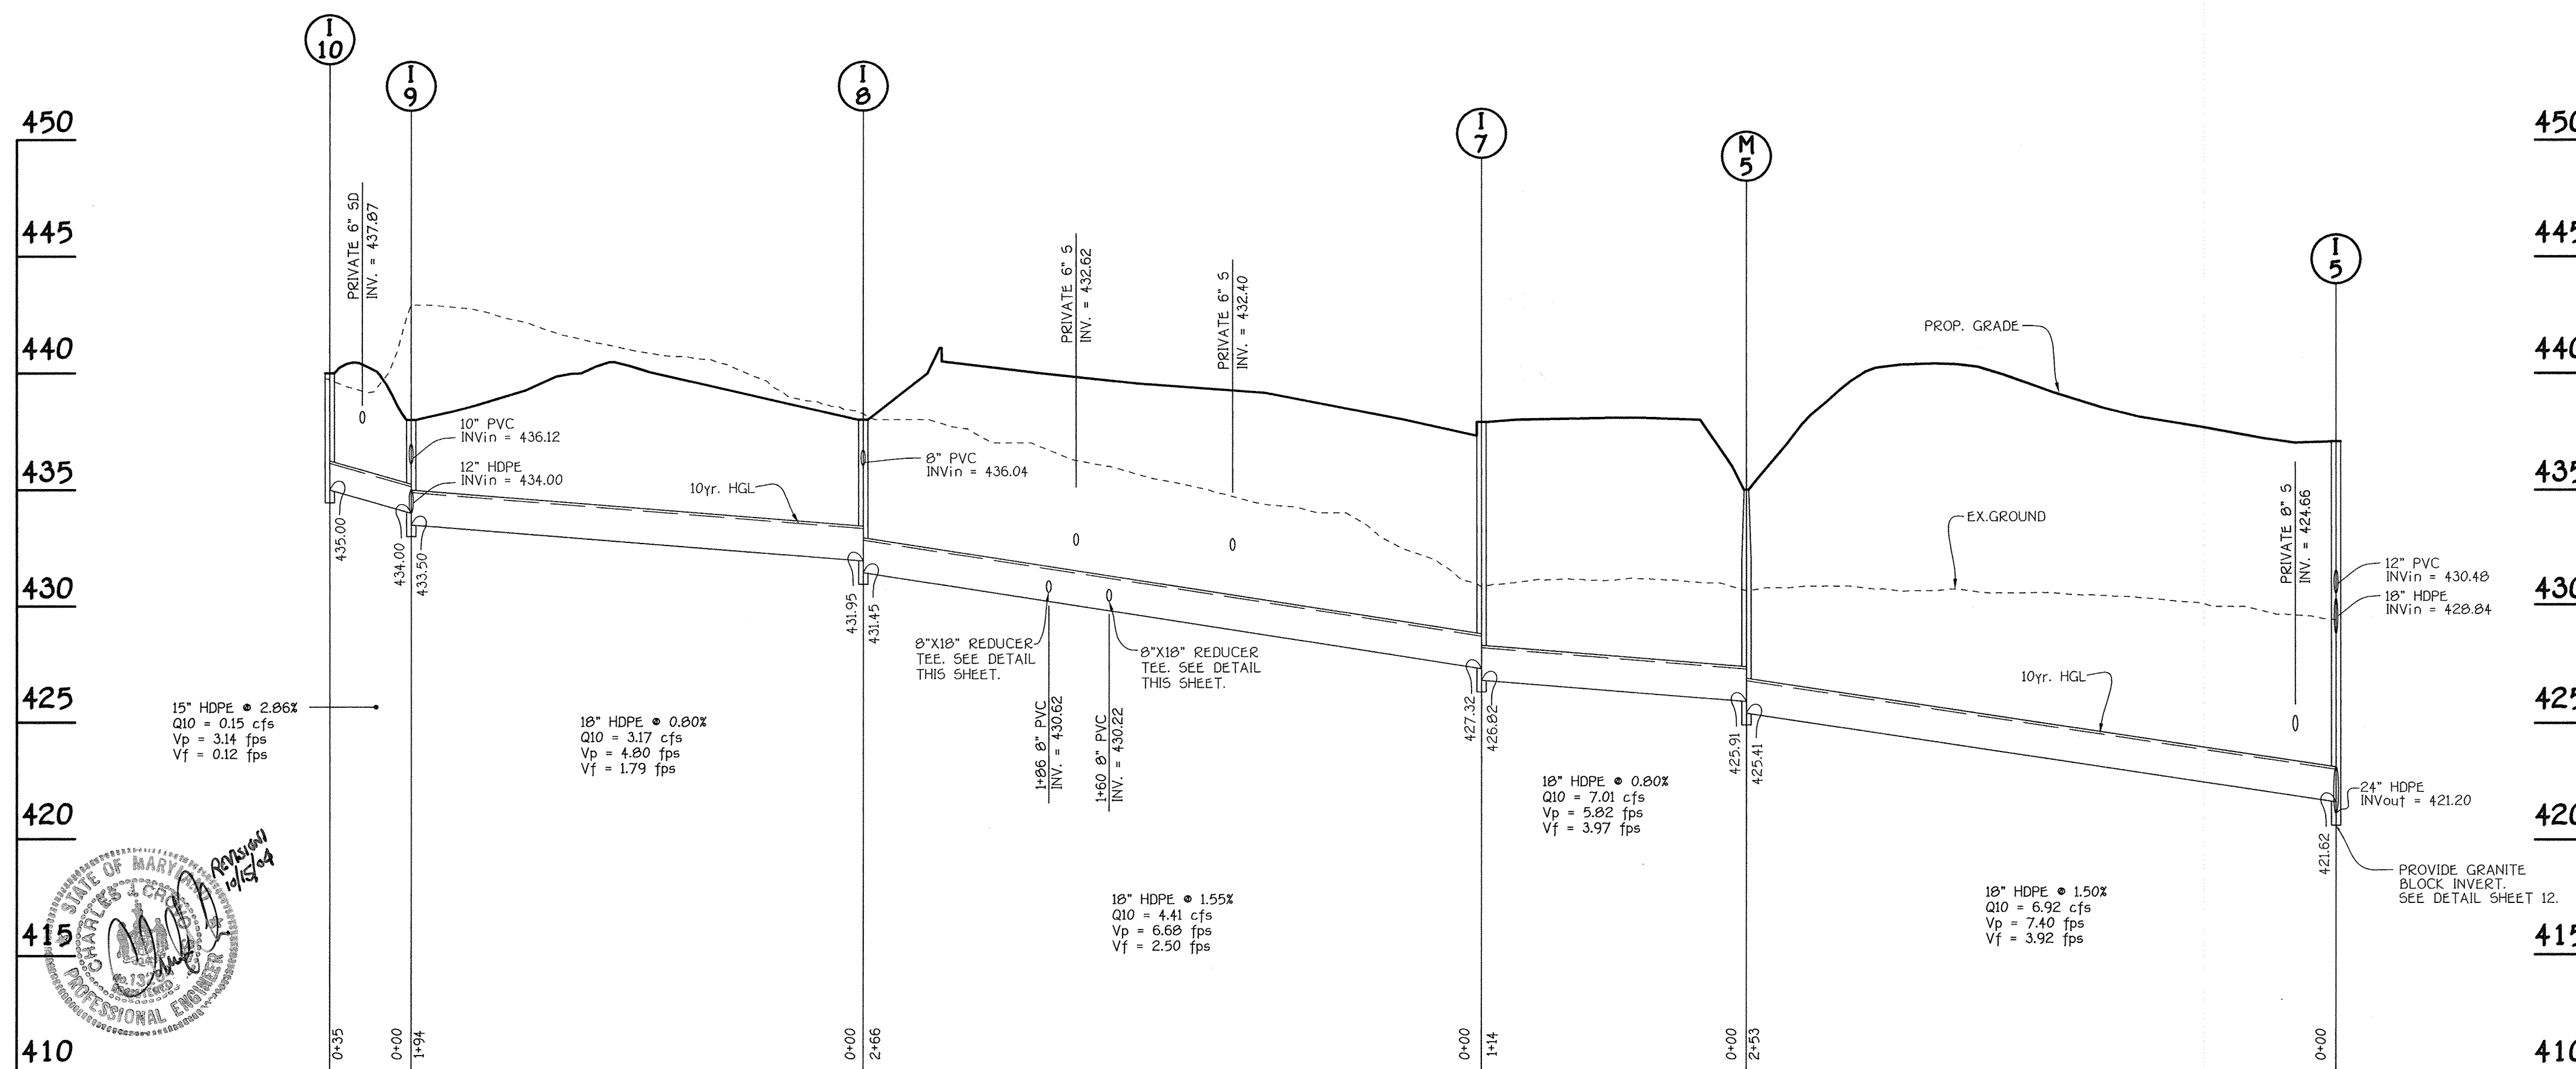 I
10
I
9
I
8
I
7
M
5
I
5
450
445
440
435
430
425
420
415
410
PRIVATE 6" SD
INV. = 437.87
10" PVC
INVin = 436.12
12" HDPE
INVin = 434.00
435.00
434.00
433.50
10yr. HGL
8" PVC
INVin = 436.04
431.95
431.45
PRIVATE 6" S
INV. = 432.62
PRIVATE 6" S
INV. = 432.40
8"X18" REDUCER
TEE. SEE DETAIL
THIS SHEET.
8"X18" REDUCER
TEE. SEE DETAIL
THIS SHEET.
1+86 8" PVC
INV. = 430.62
1+60 8" PVC
INV. = 430.22
427.32
426.82
425.91
425.41
PROP. GRADE
EX.GROUND
10yr. HGL
PRIVATE 8" S
INV. = 424.66
12" PVC
INVin = 430.48
18" HDPE
INVin = 428.84
24" HDPE
INVout = 421.20
421.62
PROVIDE GRANITE
BLOCK INVERT.
SEE DETAIL SHEET 12.
15" HDPE @ 2.86%
Q10 = 0.15 cfs
Vp = 3.14 fps
Vf = 0.12 fps
18" HDPE @ 0.80%
Q10 = 3.17 cfs
Vp = 4.80 fps
Vf = 1.79 fps
18" HDPE @ 1.55%
Q10 = 4.41 cfs
Vp = 6.68 fps
Vf = 2.50 fps
18" HDPE @ 0.80%
Q10 = 7.01 cfs
Vp = 5.82 fps
Vf = 3.97 fps
18" HDPE @ 1.50%
Q10 = 6.92 cfs
Vp = 7.40 fps
Vf = 3.92 fps
STATE OF MARYLAND
CHARLES J.
REGISTERED
PROFESSIONAL ENGINEER
REVISION
10/15/04
0+35
0+00
1+94
0+00
2+66
0+00
1+14
0+00
2+53
0+00
450
445
440
435
430
425
420
415
410